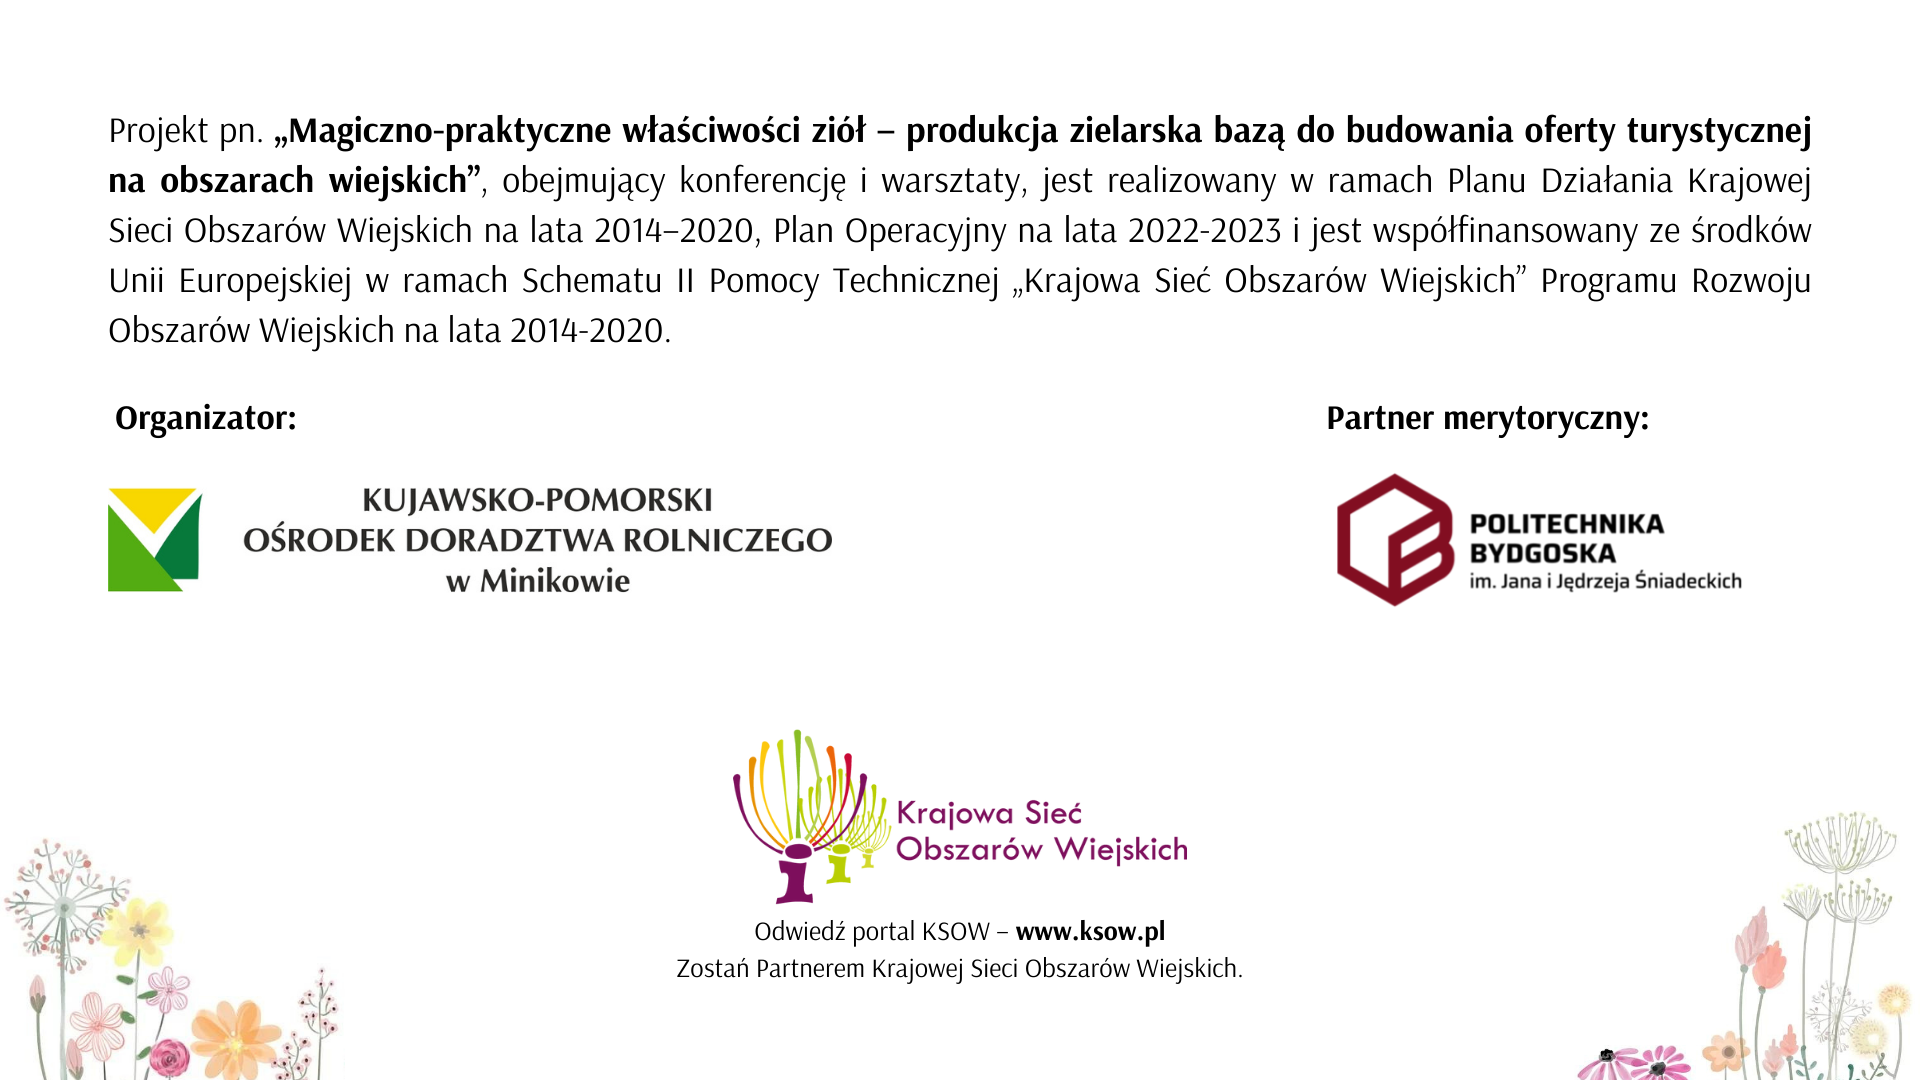 Projekt pn. „Magiczno-praktyczne właściwości ziół – produkcja zielarska bazą do budowania oferty turystycznej
na obszarach wiejskich”, obejmujący konferencję i warsztaty, jest realizowany w ramach Planu Działania Krajowej
Sieci Obszarów Wiejskich na lata 2014–2020, Plan Operacyjny na lata 2022-2023 i jest współfinansowany ze środków
Unii Europejskiej w ramach Schematu II Pomocy Technicznej „Krajowa Sieć Obszarów Wiejskich” Programu Rozwoju
Obszarów Wiejskich na lata 2014-2020.
Organizator:
KUJAWSKO-POMORSKI
OŚRODEK DORADZTWA ROLNICZEGO
w Minikowie
Partner merytoryczny:
POLITECHNIKA
BYDGOSKA
im. Jana i Jędrzeja Śniadeckich
Krajowa Sieć
Obszarów Wiejskich
Odwiedź portal KSOW – www.ksow.pl
Zostań Partnerem Krajowej Sieci Obszarów Wiejskich.